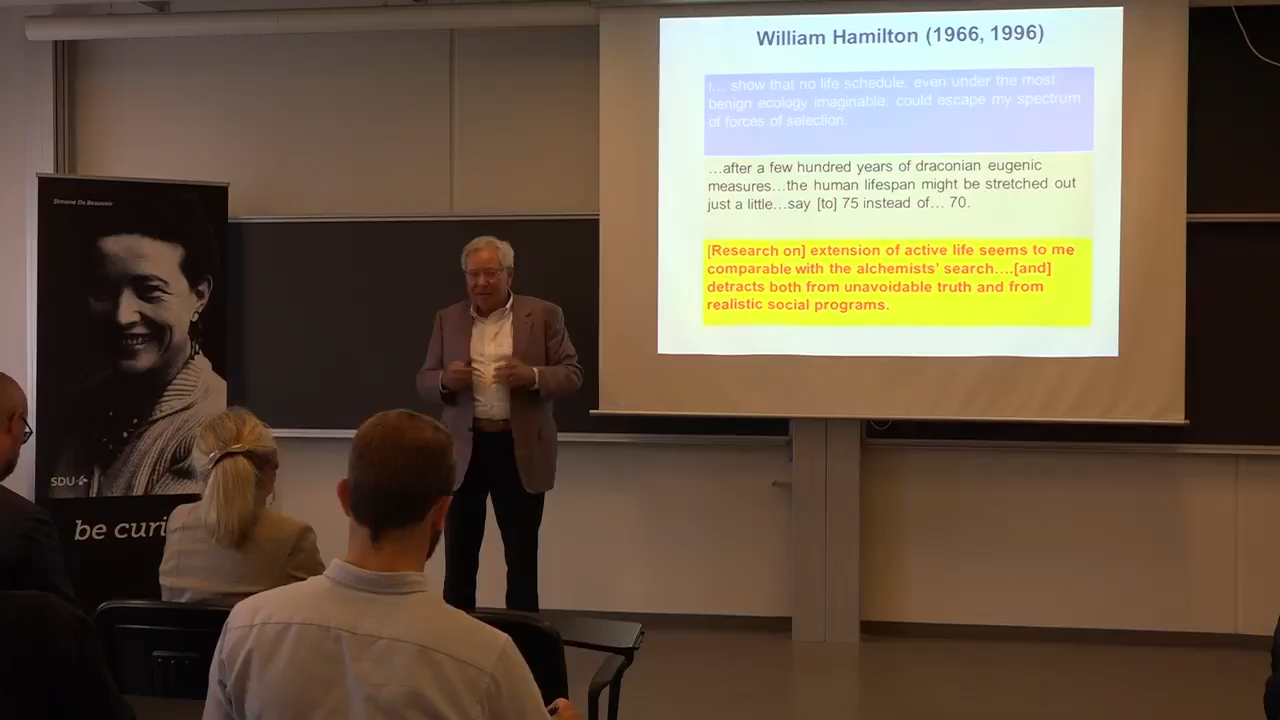 William Hamilton (1966, 1996)
I… show that no life schedule, even under the most
benign ecology imaginable, could escape my spectrum
of forces of selection.
…after a few hundred years of draconian eugenic
measures…the human lifespan might be stretched out
just a little…say [to] 75 instead of… 70.
[Research on] extension of active life seems to me
comparable with the alchemists' search….[and]
detracts both from unavoidable truth and from
realistic social programs.
Simone De Beauvoir
SDU
be curi